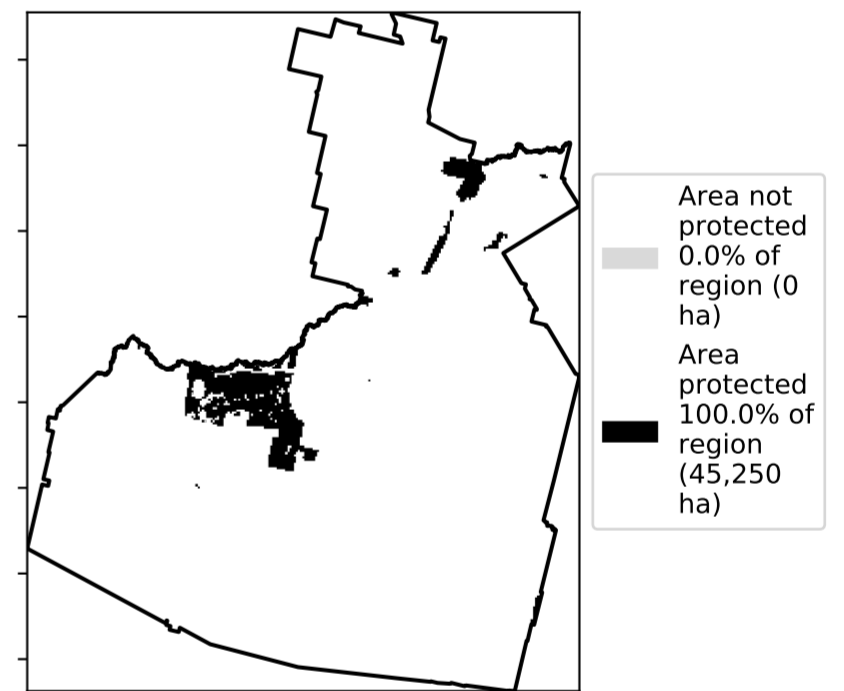 Area not
protected
0.0% of
region (0
ha)
Area
protected
100.0% of
region
(45,250
ha)